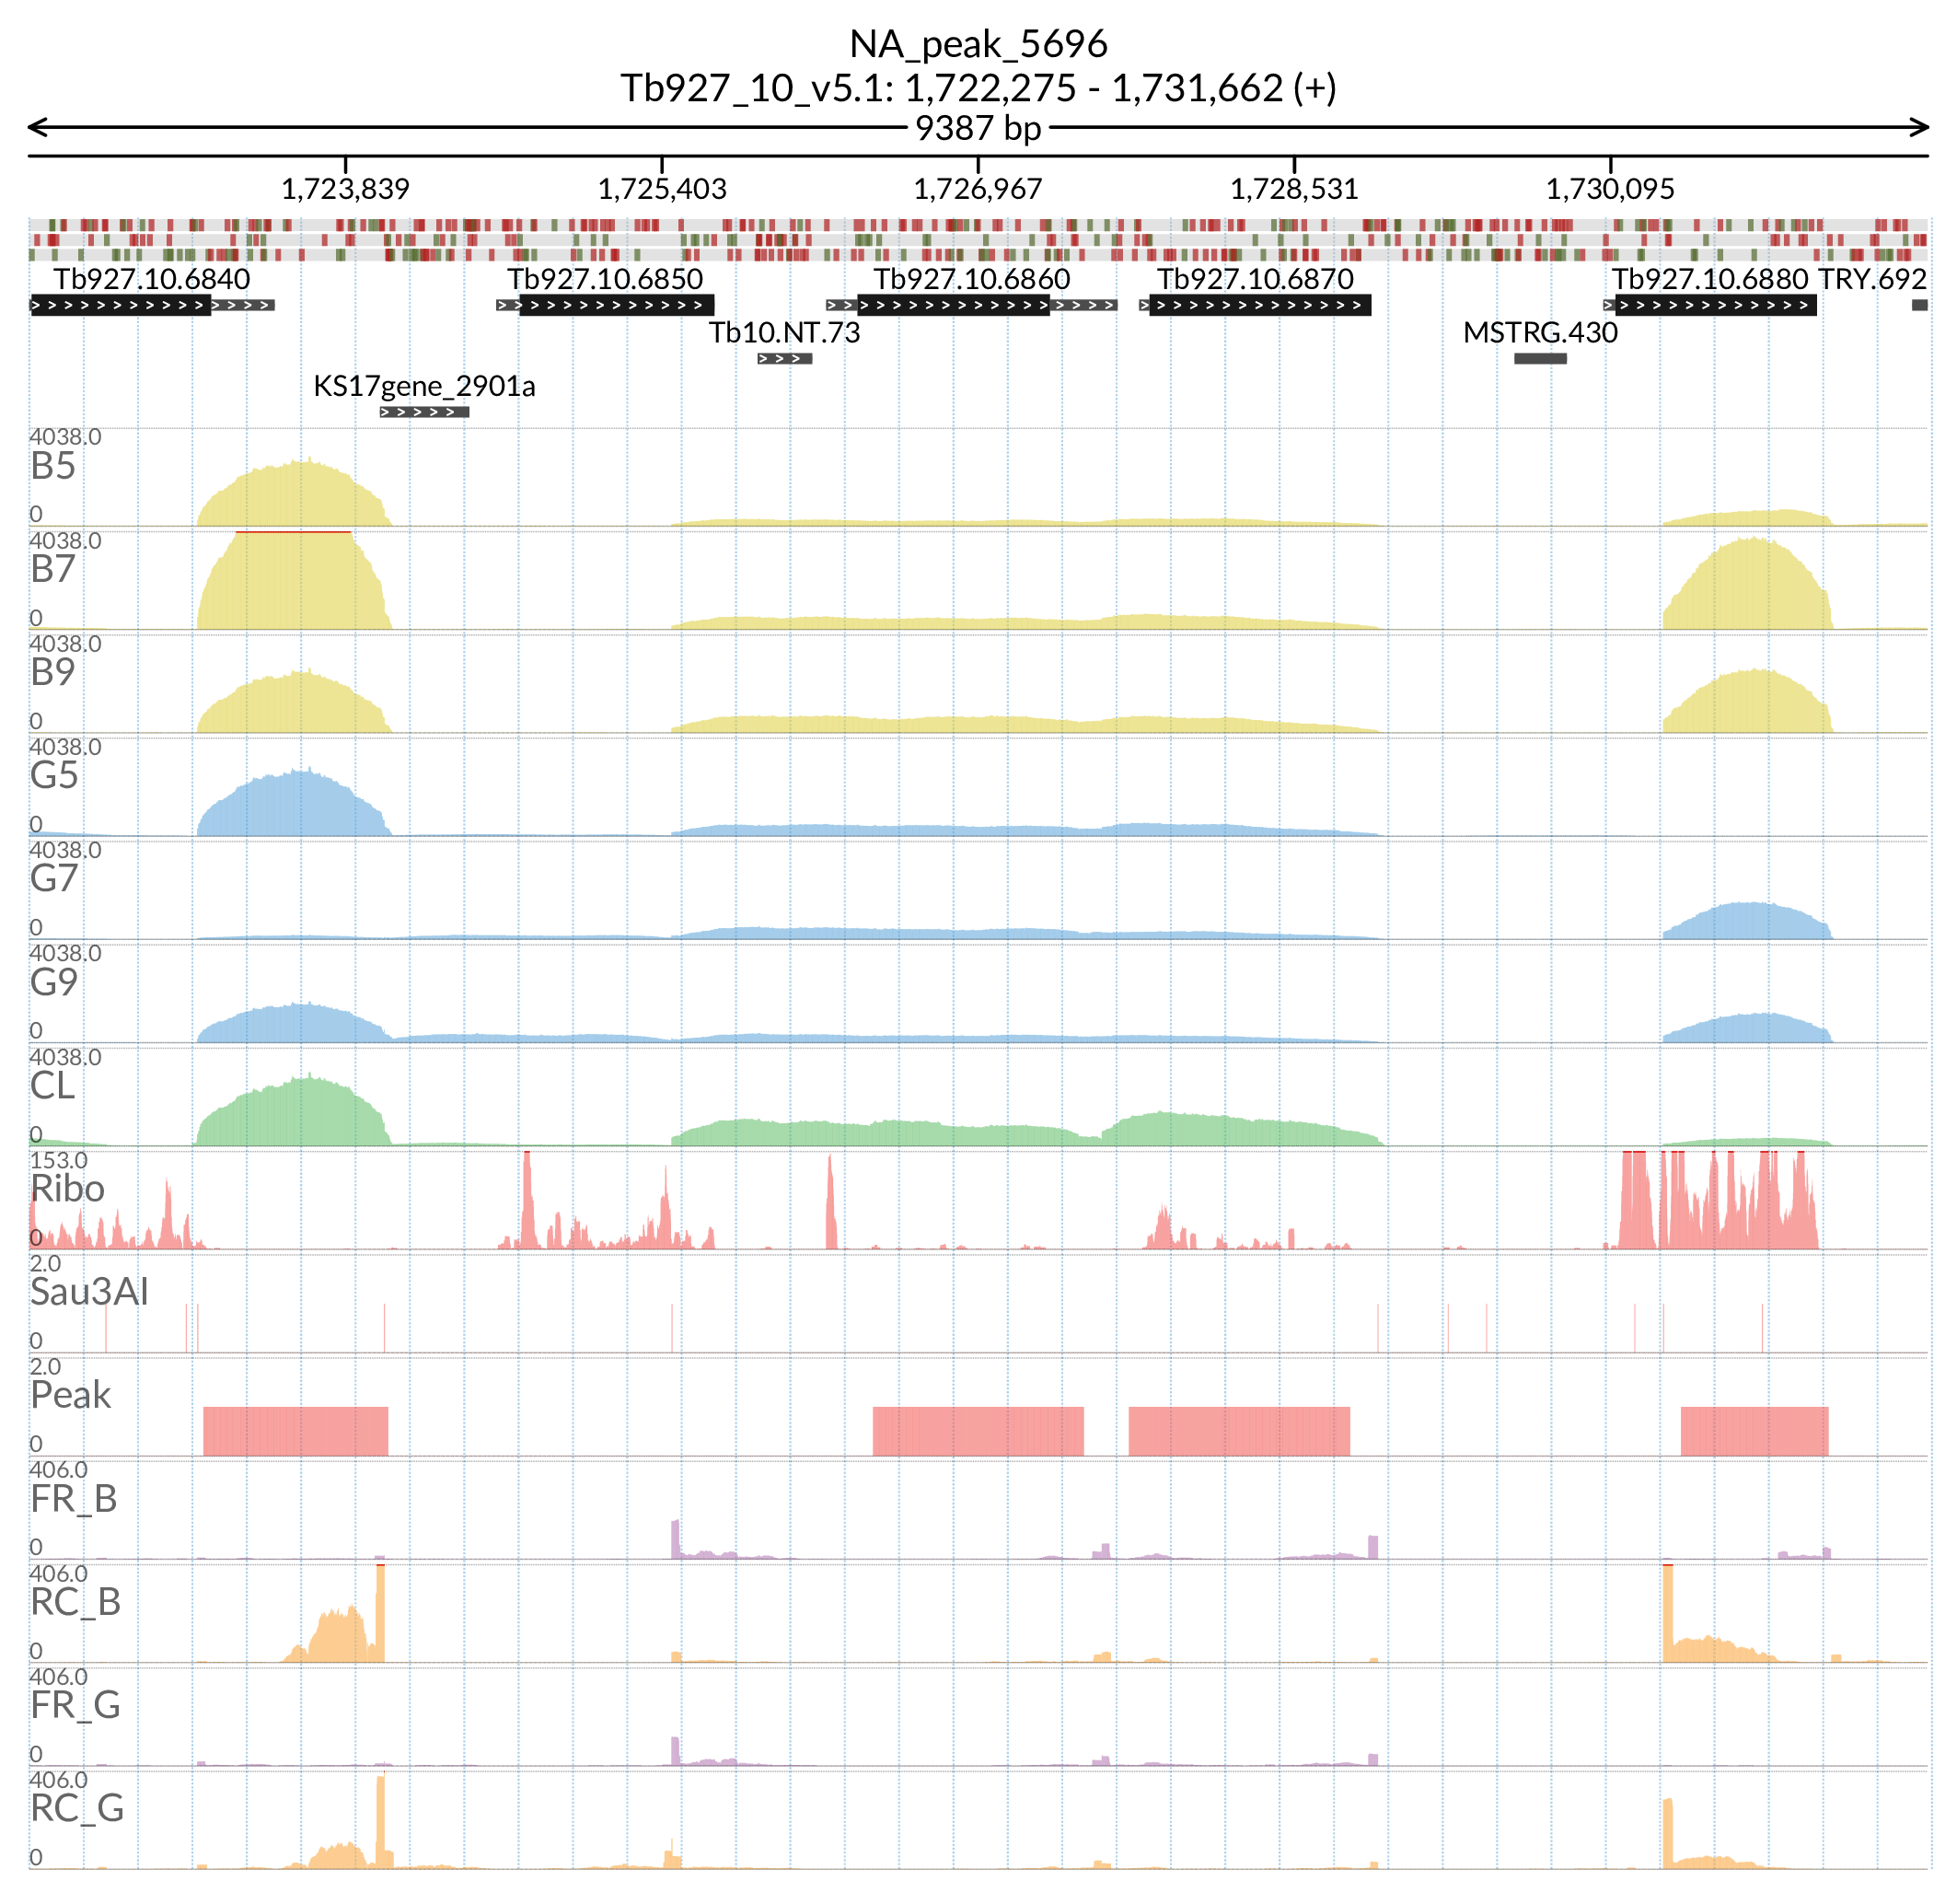 NA_peak_5696
Tb927_10_v5.1: 1,722,275 - 1,731,662 (+)
9387 bp
1,723,839 1,725,403 1,726,967 1,728,531 1,730,095
Tb927.10.6840 Tb927.10.6850 Tb927.10.6860 Tb927.10.6870 Tb927.10.6880 TRY.692
Tb10.NT.73 MSTRG.430
KS17gene_2901a
4038.0
B5
0
4038.0
B7
0
4038.0
B9
0
4038.0
G5
0
4038.0
G7
0
4038.0
G9
0
4038.0
CL
0
153.0
Ribo
0
2.0
Sau3AI
0
2.0
Peak
0
406.0
FR_B
0
406.0
RC_B
0
406.0
FR_G
0
406.0
RC_G
0